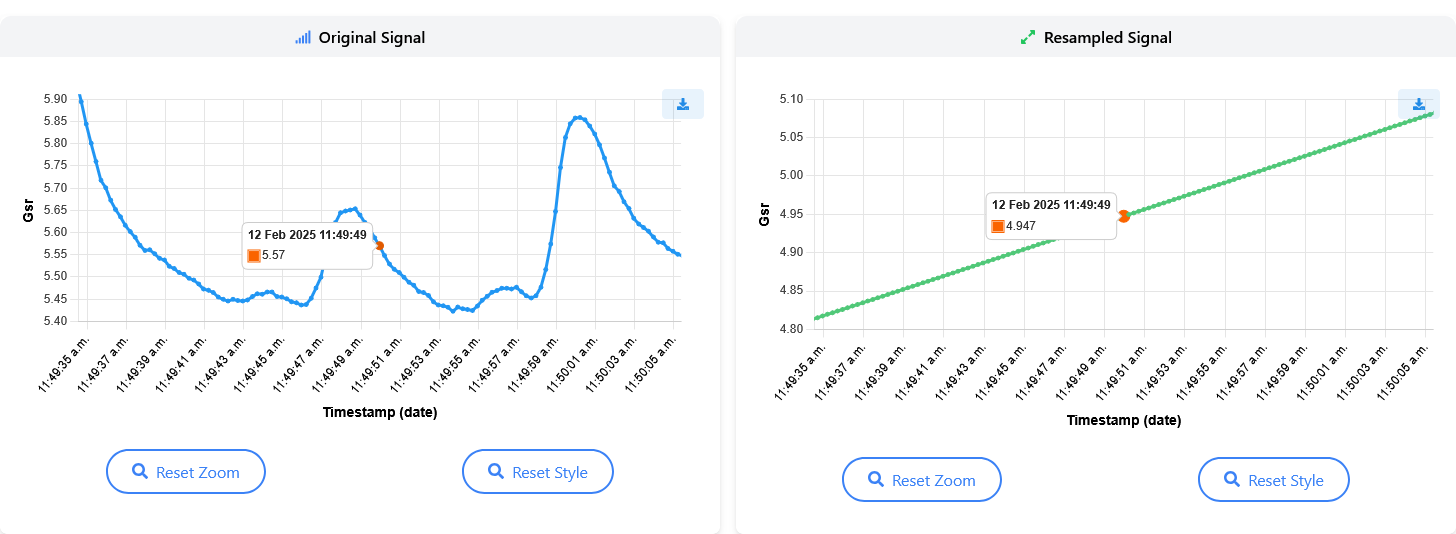 Original Signal
5.90
5.85
5.80
5.75
5.70
5.65
5.60
5.55
5.50
5.45
5.40
Gsr
12 Feb 2025 11:49:49
5.57
11:49:35 a.m.
11:49:37 a.m.
11:49:39 a.m.
11:49:41 a.m.
11:49:43 a.m.
11:49:45 a.m.
11:49:47 a.m.
11:49:49 a.m.
11:49:51 a.m.
11:49:53 a.m.
11:49:55 a.m.
11:49:57 a.m.
11:49:59 a.m.
11:50:01 a.m.
11:50:03 a.m.
11:50:05 a.m.
Timestamp (date)
Reset Zoom
Reset Style
Resampled Signal
5.10
5.05
5.00
4.95
4.90
4.85
4.80
Gsr
12 Feb 2025 11:49:49
4.947
11:49:35 a.m.
11:49:37 a.m.
11:49:39 a.m.
11:49:41 a.m.
11:49:43 a.m.
11:49:45 a.m.
11:49:47 a.m.
11:49:49 a.m.
11:49:51 a.m.
11:49:53 a.m.
11:49:55 a.m.
11:49:57 a.m.
11:49:59 a.m.
11:50:01 a.m.
11:50:03 a.m.
11:50:05 a.m.
Timestamp (date)
Reset Zoom
Reset Style